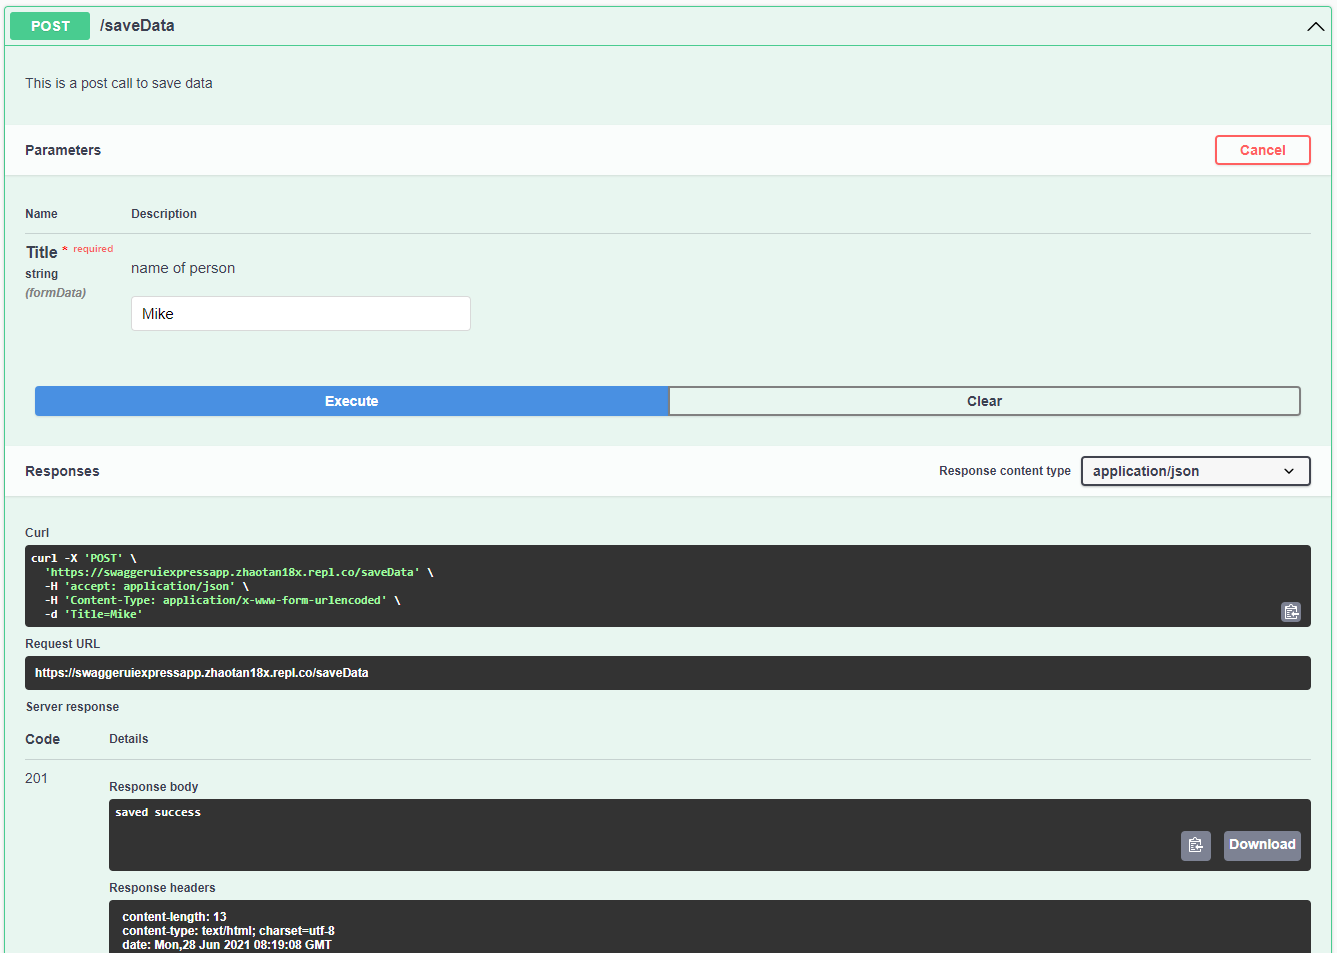 POST /saveData
This is a post call to save data
Parameters Cancel
Name Description
Title * required
string
(formData)
name of person
Mike
Execute Clear
Responses Response content type application/json
Curl
curl -X 'POST' \
'https://swaggeruiexpressapp.zhaotan18x.repl.co/saveData' \
-H 'accept: application/json' \
-H 'Content-Type: application/x-www-form-urlencoded' \
-d 'Title=Mike'
Request URL
https://swaggeruiexpressapp.zhaotan18x.repl.co/saveData
Server response
Code Details
201
Response body
saved success
Download
Response headers
content-length: 13
content-type: text/html; charset=utf-8
date: Mon,28 Jun 2021 08:19:08 GMT